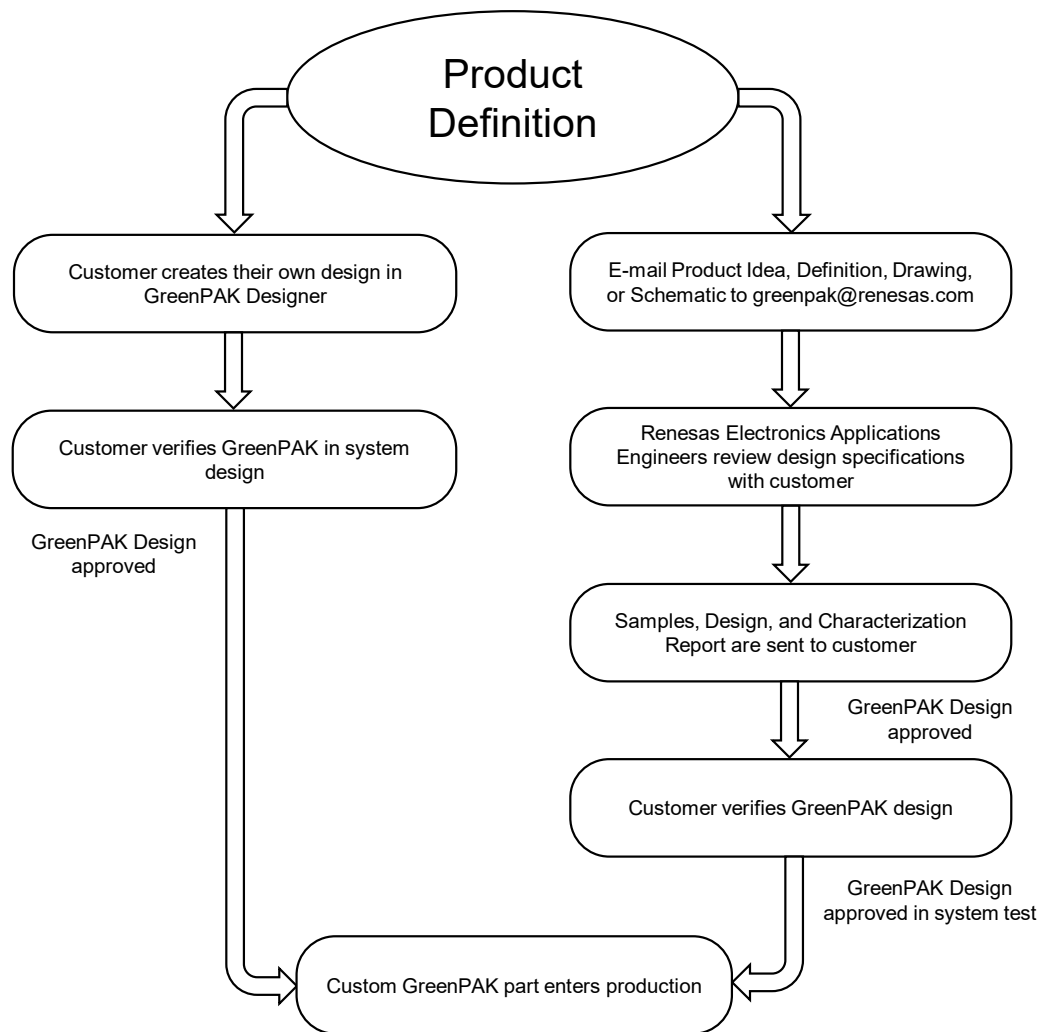 Product
Definition
Customer creates their own design in
GreenPAK Designer
Customer verifies GreenPAK in system
design
GreenPAK Design
approved
E-mail Product Idea, Definition, Drawing,
or Schematic to greenpak@renesas.com
Renesas Electronics Applications
Engineers review design specifications
with customer
Samples, Design, and Characterization
Report are sent to customer
GreenPAK Design
approved
Customer verifies GreenPAK design
GreenPAK Design
approved in system test
Custom GreenPAK part enters production